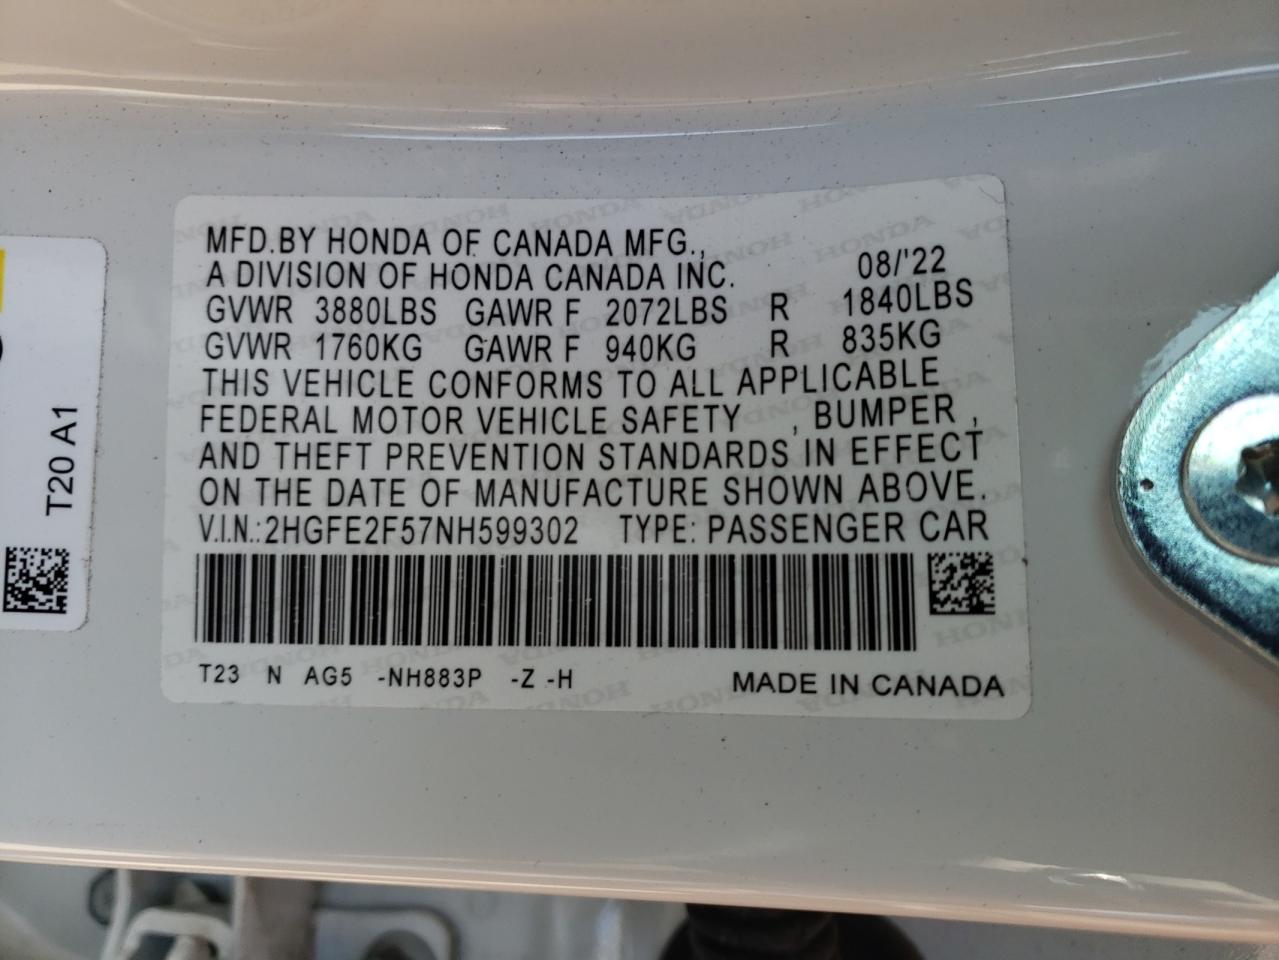 MFD.BY HONDA OF CANADA MFG.,
A DIVISION OF HONDA CANADA INC. 08/'22
GVWR 3880LBS GAWR F 2072LBS R 1840LBS
GVWR 1760KG GAWR F 940KG R 835KG
THIS VEHICLE CONFORMS TO ALL APPLICABLE
FEDERAL MOTOR VEHICLE SAFETY , BUMPER ,
AND THEFT PREVENTION STANDARDS IN EFFECT
ON THE DATE OF MANUFACTURE SHOWN ABOVE.
V.I.N.:2HGFE2F57NH599302 TYPE: PASSENGER CAR
T23 N AG5 -NH883P -Z -H MADE IN CANADA
T20 A1